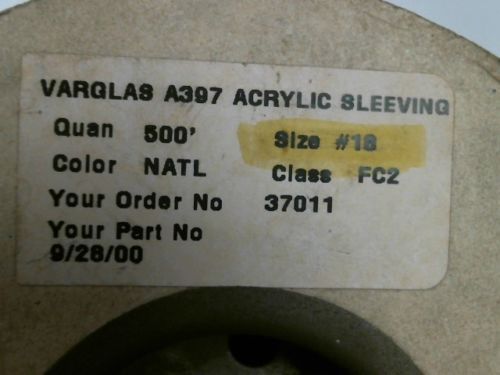 VARGLAS A397 ACRYLIC SLEEVING
Quan 500' Size #18
Color NATL Class FC2
Your Order No 37011
Your Part No
9/26/00